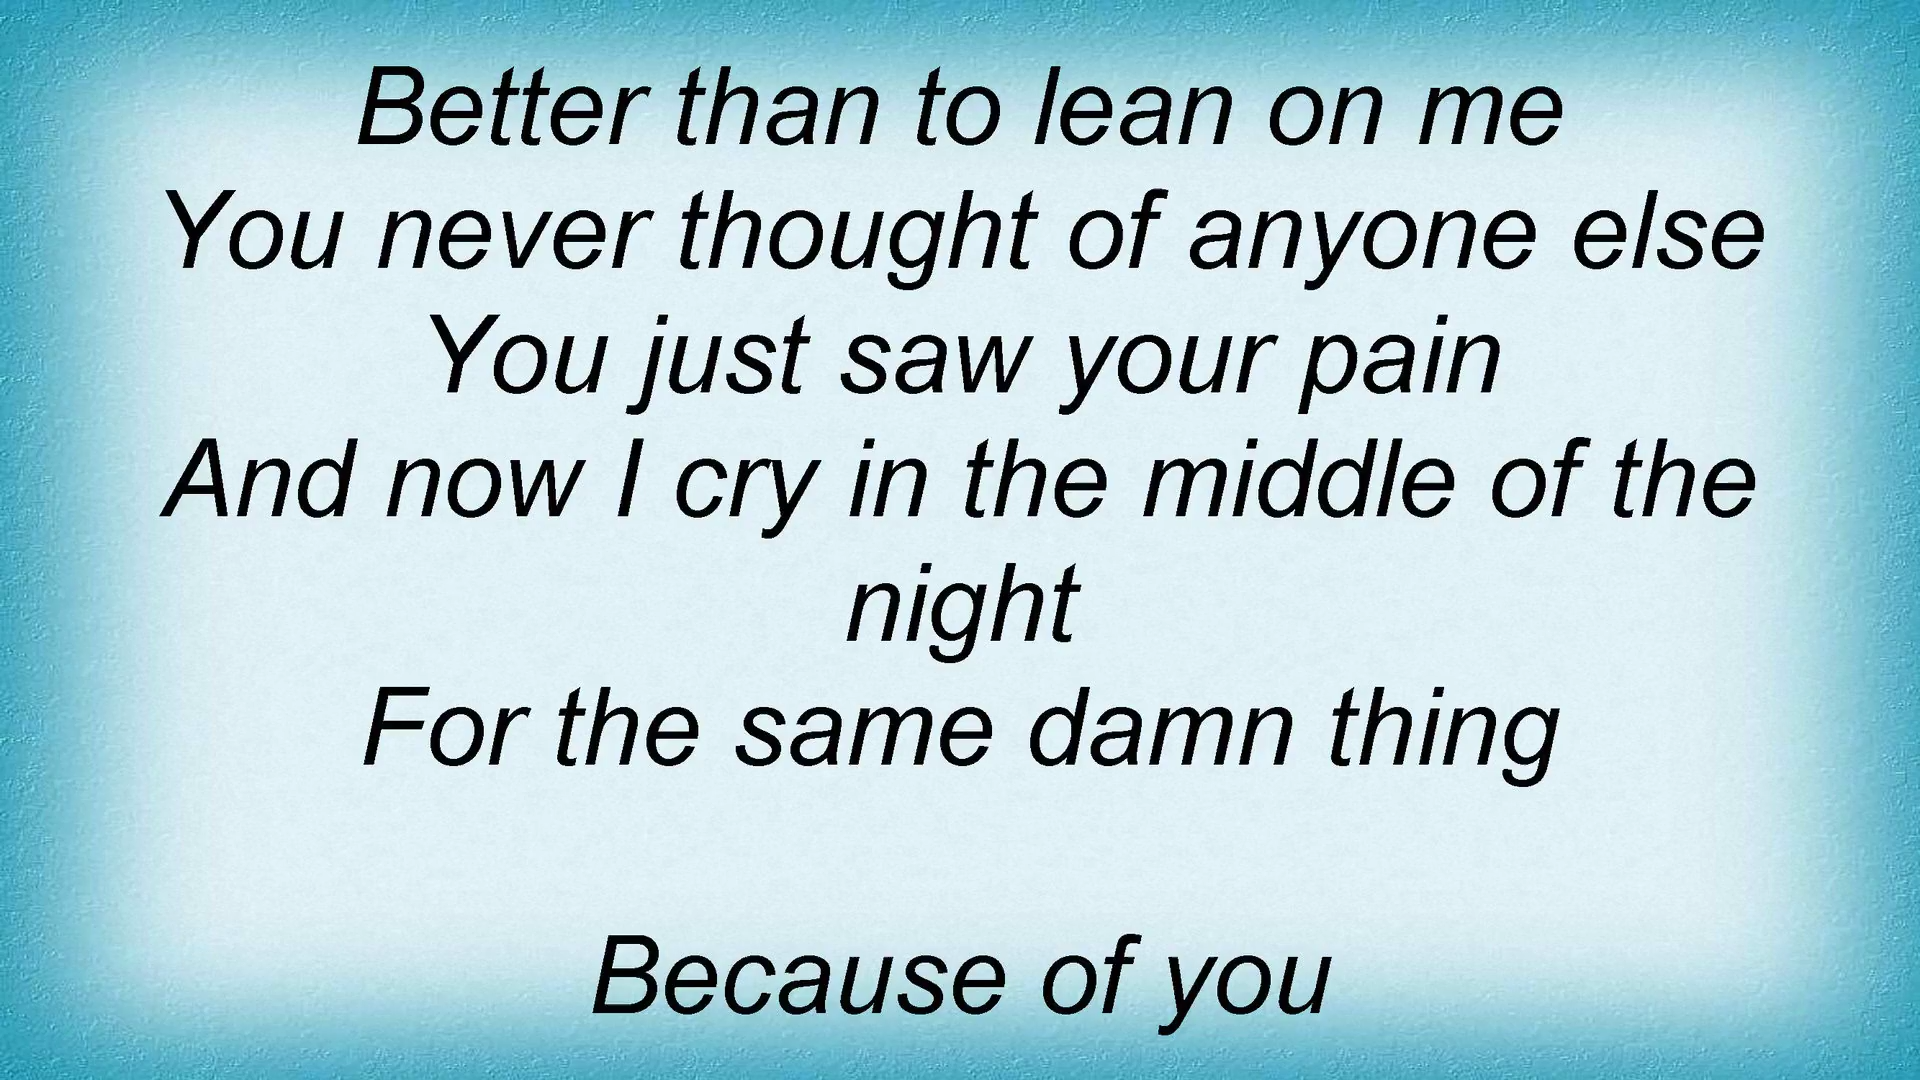 Better than to lean on me
You never thought of anyone else
You just saw your pain
And now I cry in the middle of the
night
For the same damn thing
Because of you